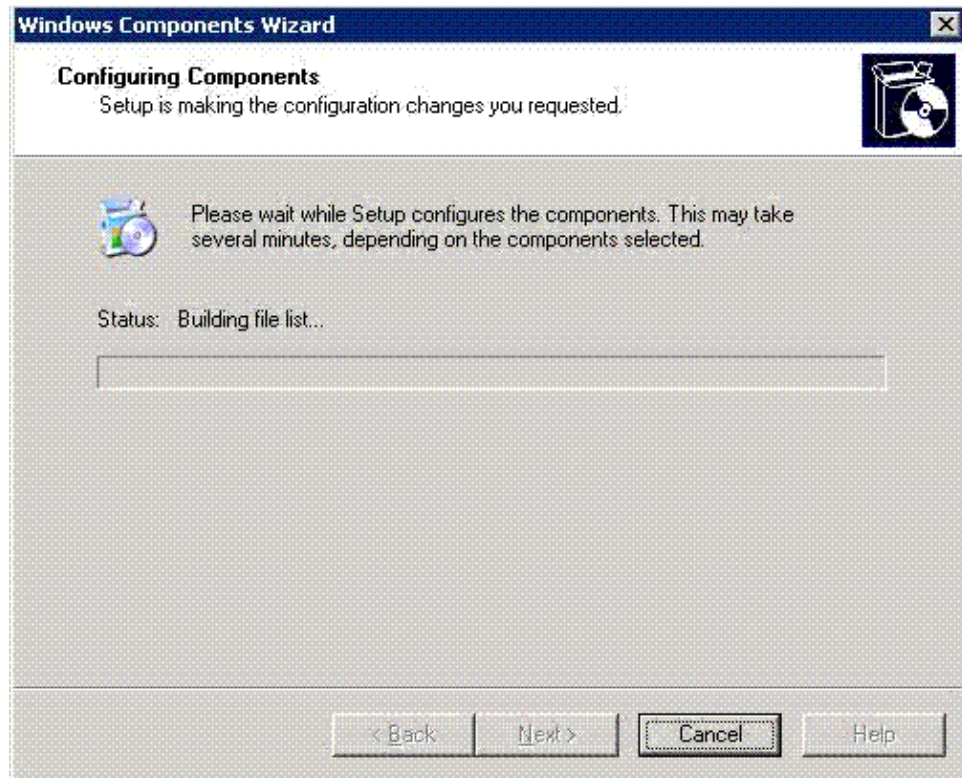 Windows Components Wizard
Configuring Components
Setup is making the configuration changes you requested.
Please wait while Setup configures the components. This may take
several minutes, depending on the components selected.
Status: Building file list...
< Back Next > Cancel Help